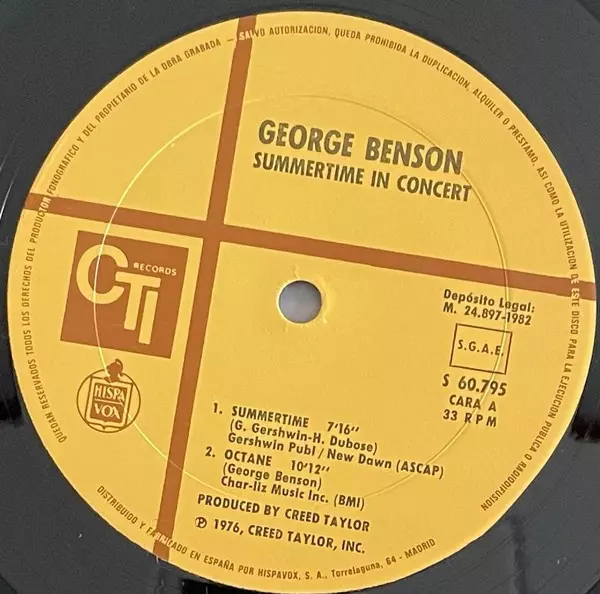 QUEDAN RESERVADOS TODOS LOS DERECHOS DEL PRODUCTOR FONOGRAFICO Y DEL PROPIETARIO DE LA OBRA GRABADA — SALVO AUTORIZACION, QUEDA PROHIBIDA LA DUPLICACION, ALQUILER O PRESTAMO, ASI COMO LA UTILIZACION DE ESTE DISCO PARA LA EJECUCION PUBLICA O RADIODIFUSION
GEORGE BENSON
SUMMERTIME IN CONCERT
CTI RECORDS
HISPA
VOX
Depósito Legal:
M. 24.897-1982
S.G.A.E.
S 60.795
CARA A
33 RPM
1. SUMMERTIME 7'16''
(G. Gershwin-H. Dubose)
Gershwin Publ / New Dawn (ASCAP)
2. OCTANE 10'12''
(George Benson)
Char-liz Music Inc. (BMI)
PRODUCED BY CREED TAYLOR
℗ 1976, CREED TAYLOR, INC.
DISTRIBUIDO Y FABRICADO EN ESPAÑA POR HISPAVOX, S. A., Torrelaguna, 64 - MADRID